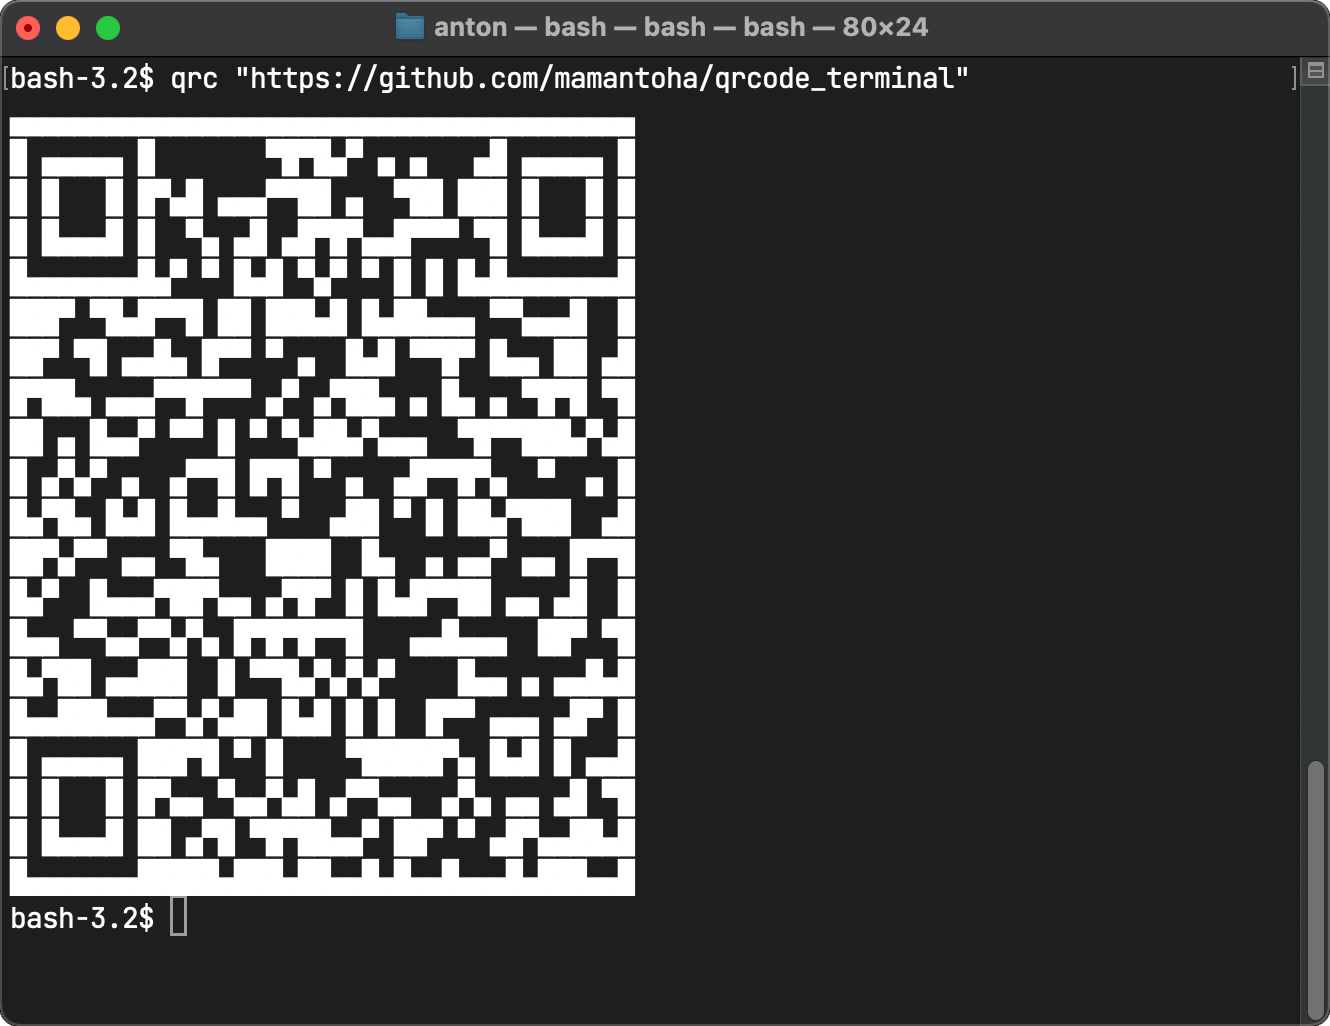 anton — bash — bash — bash — 80×24
[bash-3.2$ qrc "https://github.com/mamantoha/qrcode_terminal" ]
bash-3.2$